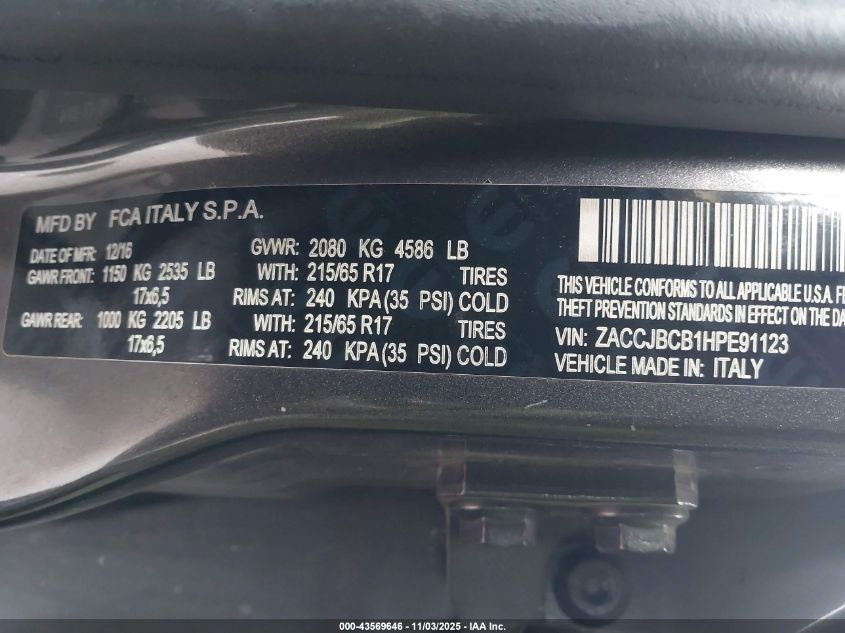 MFD BY FCA ITALY S.P.A.
DATE OF MFR: 12/16
GVWR: 2080 KG 4586 LB
GAWR FRONT: 1150 KG 2535 LB
WITH: 215/65 R17 TIRES
17x6,5
RIMS AT: 240 KPA (35 PSI) COLD
GAWR REAR: 1000 KG 2205 LB
WITH: 215/65 R17 TIRES
17x6,5
RIMS AT: 240 KPA (35 PSI) COLD
THIS VEHICLE CONFORMS TO ALL APPLICABLE U.S.A. FE
THEFT PREVENTION STANDARDS IN EFFECT ON THE DA
VIN: ZACCJBCB1HPE91123
VEHICLE MADE IN: ITALY
000-43569646 - 11/03/2025 - IAA Inc.